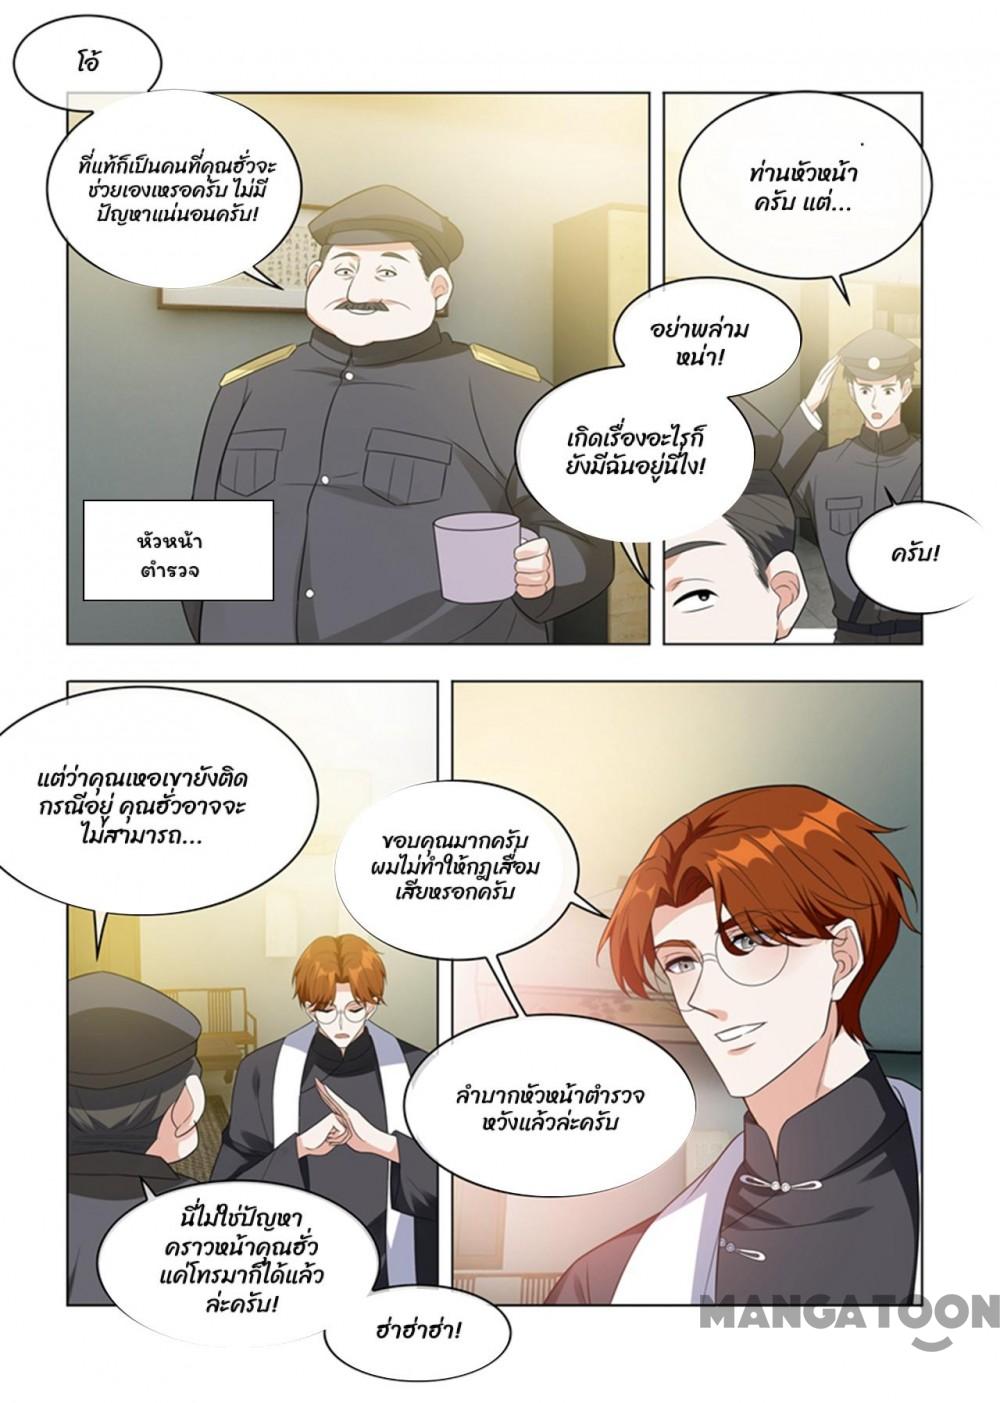 โอ้
ที่แท้ก็เป็นคนที่คุณฮั่วจะ
ช่วยเองเหรอครับ ไม่มี
ปัญหาแน่นอนครับ!
หัวหน้า
ตำรวจ
ท่านหัวหน้า
ครับ แต่...
อย่าพล่าม
หน่า!
เกิดเรื่องอะไรก็
ยังมีฉันอยู่นี่ไง!
ครับ!
แต่ว่าคุณเหอเขายังติด
กรณีอยู่ คุณฮั่วอาจจะ
ไม่สามารถ...
ขอบคุณมากครับ
ผมไม่ทำให้กฎเสื่อม
เสียหรอกครับ
ลำบากหัวหน้าตำรวจ
หวังแล้วล่ะครับ
นี่ไม่ใช่ปัญหา
คราวหน้าคุณฮั่ว
แค่โทรมาก็ได้แล้ว
ล่ะครับ!
ฮ่าฮ่าฮ่า!
MANGATOON